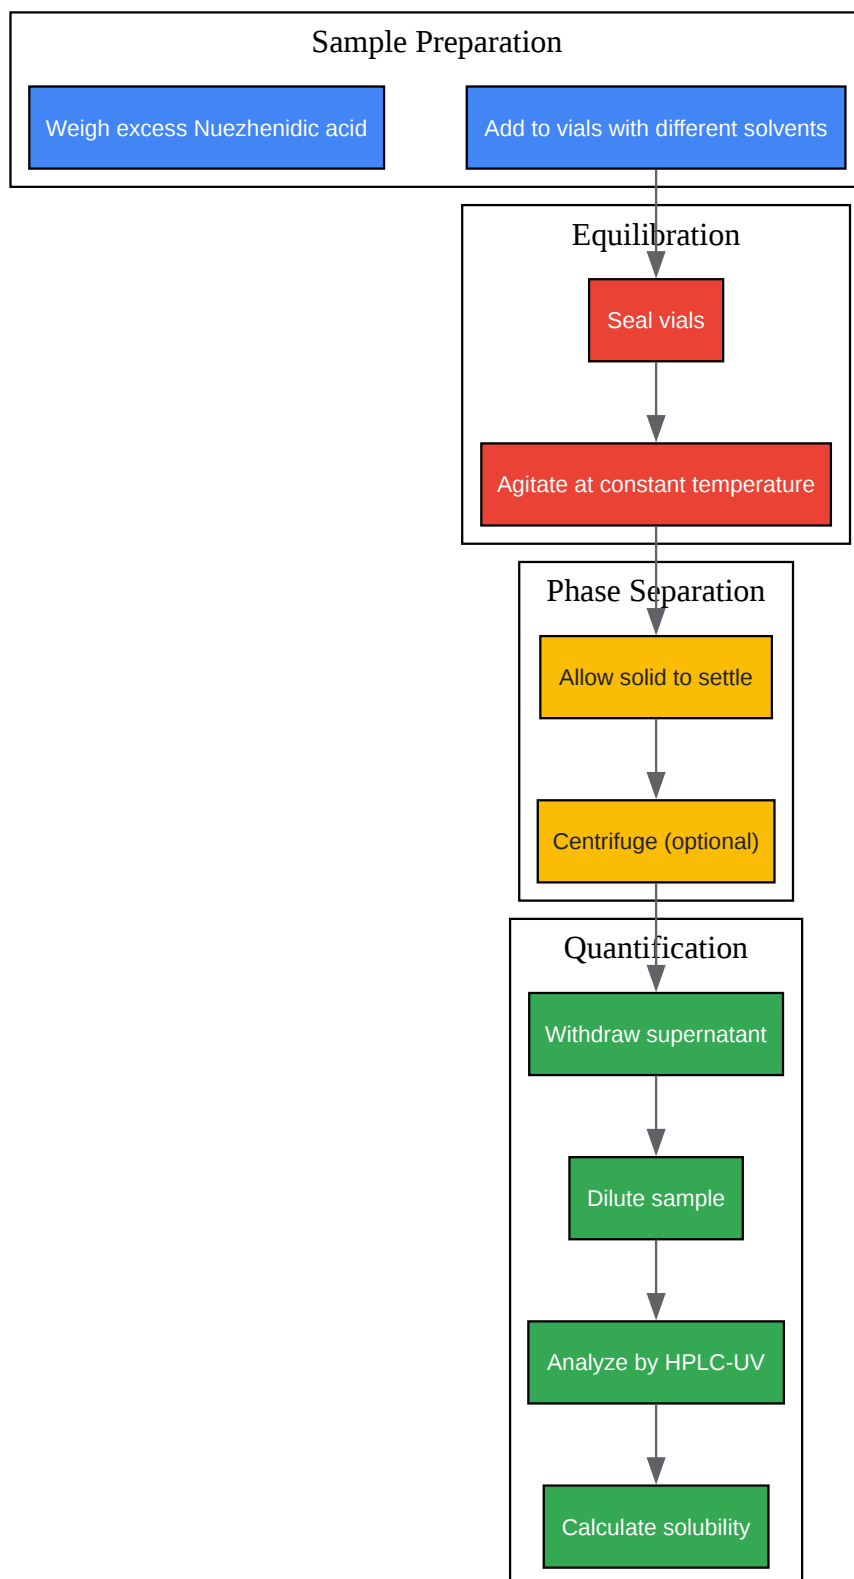 Sample Preparation
Weigh excess Nuezhenidic acid
Add to vials with different solvents
Equilibration
Seal vials
Agitate at constant temperature
Phase Separation
Allow solid to settle
Centrifuge (optional)
Quantification
Withdraw supernatant
Dilute sample
Analyze by HPLC-UV
Calculate solubility